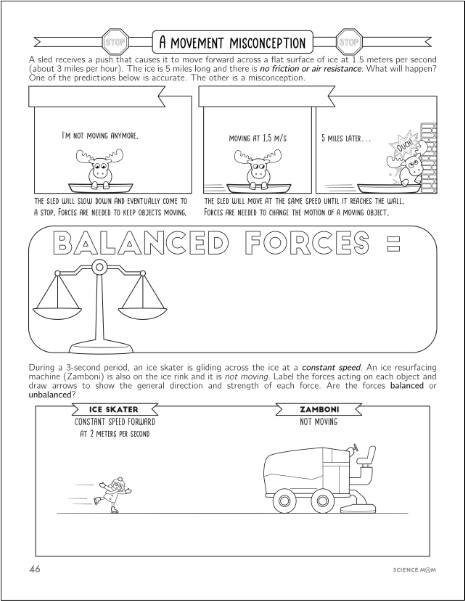 STOP
A MOVEMENT MISCONCEPTION
STOP
A sled receives a push that causes it to move forward across a flat surface of ice at 1.5 meters per second
(about 3 miles per hour). The ice is 5 miles long and there is no friction or air resistance. What will happen?
One of the predictions below is accurate. The other is a misconception.
I'M NOT MOVING ANYMORE.
MOVING AT 1.5 M/S
5 MILES LATER...
OUCH!
THE SLED WILL SLOW DOWN AND EVENTUALLY COME TO
A STOP. FORCES ARE NEEDED TO KEEP OBJECTS MOVING.
THE SLED WILL MOVE AT THE SAME SPEED UNTIL IT REACHES THE WALL.
FORCES ARE NEEDED TO CHANGE THE MOTION OF A MOVING OBJECT.
BALANCED FORCES =
During a 3-second period, an ice skater is gliding across the ice at a constant speed. An ice resurfacing
machine (Zamboni) is also on the ice rink and it is not moving. Label the forces acting on each object and
draw arrows to show the general direction and strength of each force. Are the forces balanced or
unbalanced?
ICE SKATER
CONSTANT SPEED FORWARD
AT 2 METERS PER SECOND
ZAMBONI
NOT MOVING
46
SCIENCE MOM